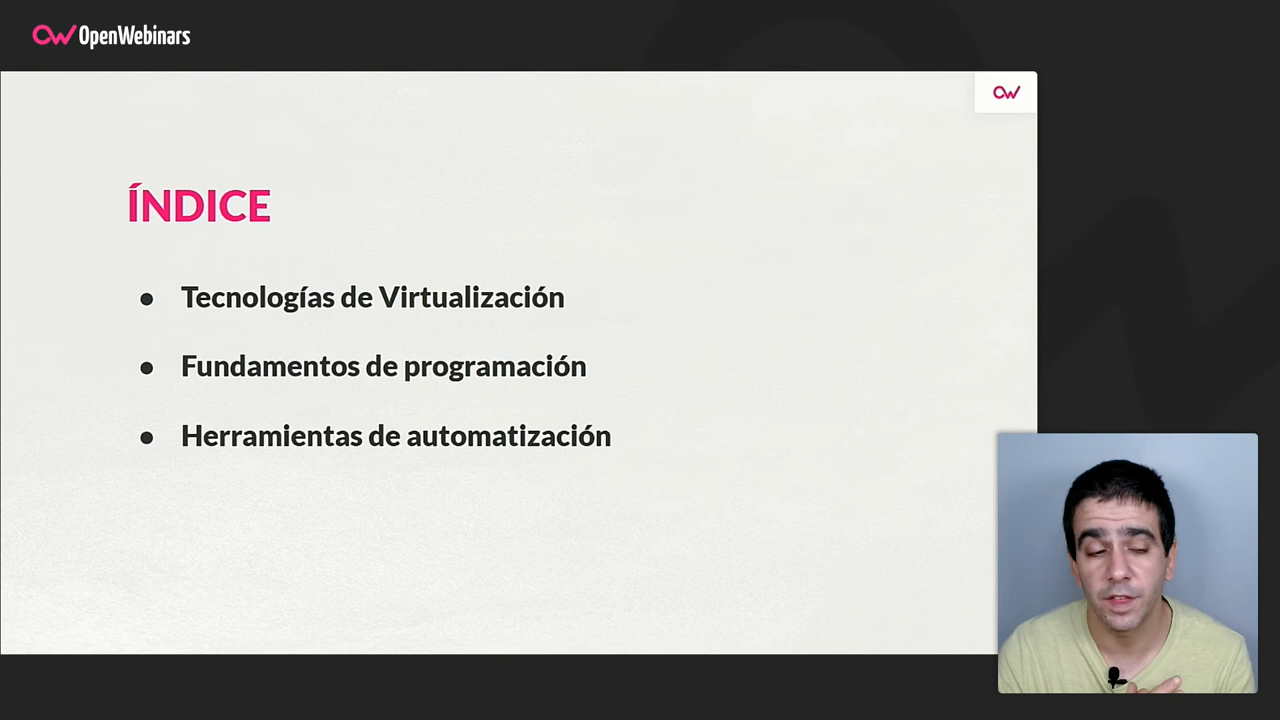 OpenWebinars
ÍNDICE
● Tecnologías de Virtualización
● Fundamentos de programación
● Herramientas de automatización